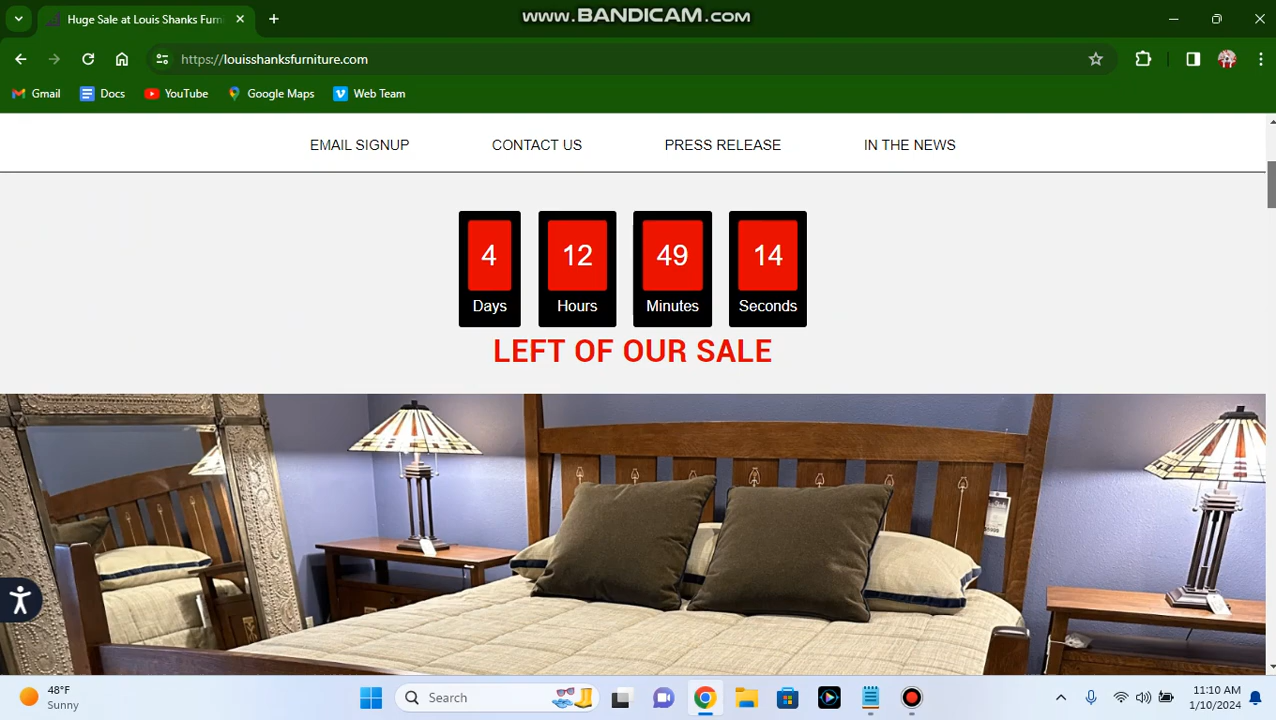 Huge Sale at Louis Shanks Furn
www.BANDICAM.com
https://louisshanksfurniture.com
Gmail
Docs
YouTube
Google Maps
Web Team
EMAIL SIGNUP
CONTACT US
PRESS RELEASE
IN THE NEWS
4
12
49
14
Days
Hours
Minutes
Seconds
LEFT OF OUR SALE
48°F
Sunny
Search
11:10 AM
1/10/2024